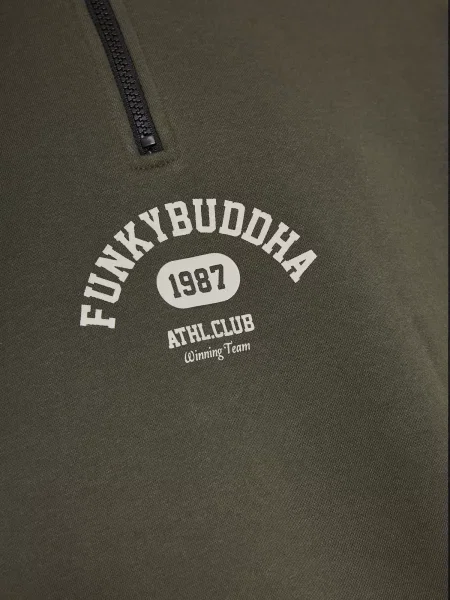 FUNKYBUDDHA
1987
ATHL.CLUB
Winning Team